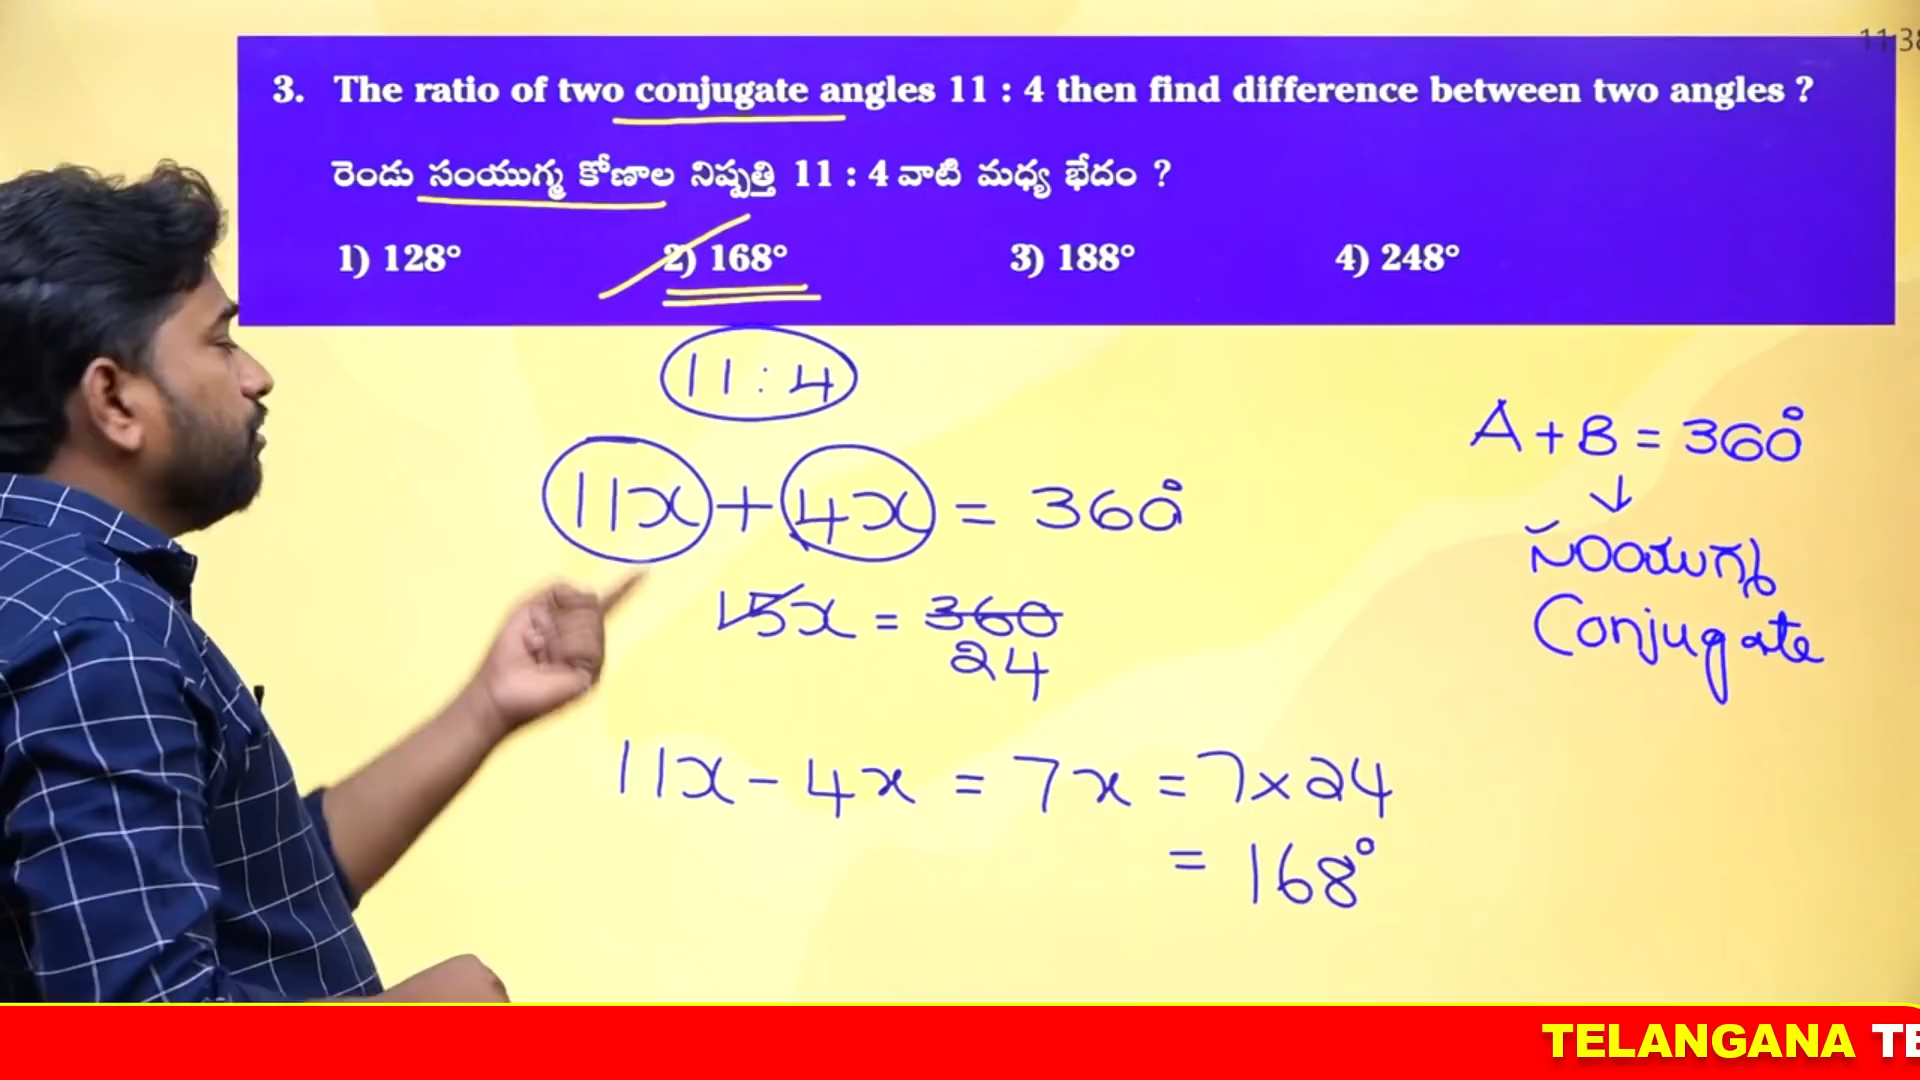 11:38
3. The ratio of two conjugate angles 11 : 4 then find difference between two angles ?
రెండు సంయుగ్మ కోణాల నిష్పత్తి 11 : 4 వాటి మధ్య భేదం ?
1) 128° 2) 168° 3) 188° 4) 248°
11 : 4
A + B = 360°
11x + 4x = 360°
↓
సంయుగ్మ
15x = 360
24
Conjugate
11x - 4x = 7x = 7 x 24
= 168°
TELANGANA